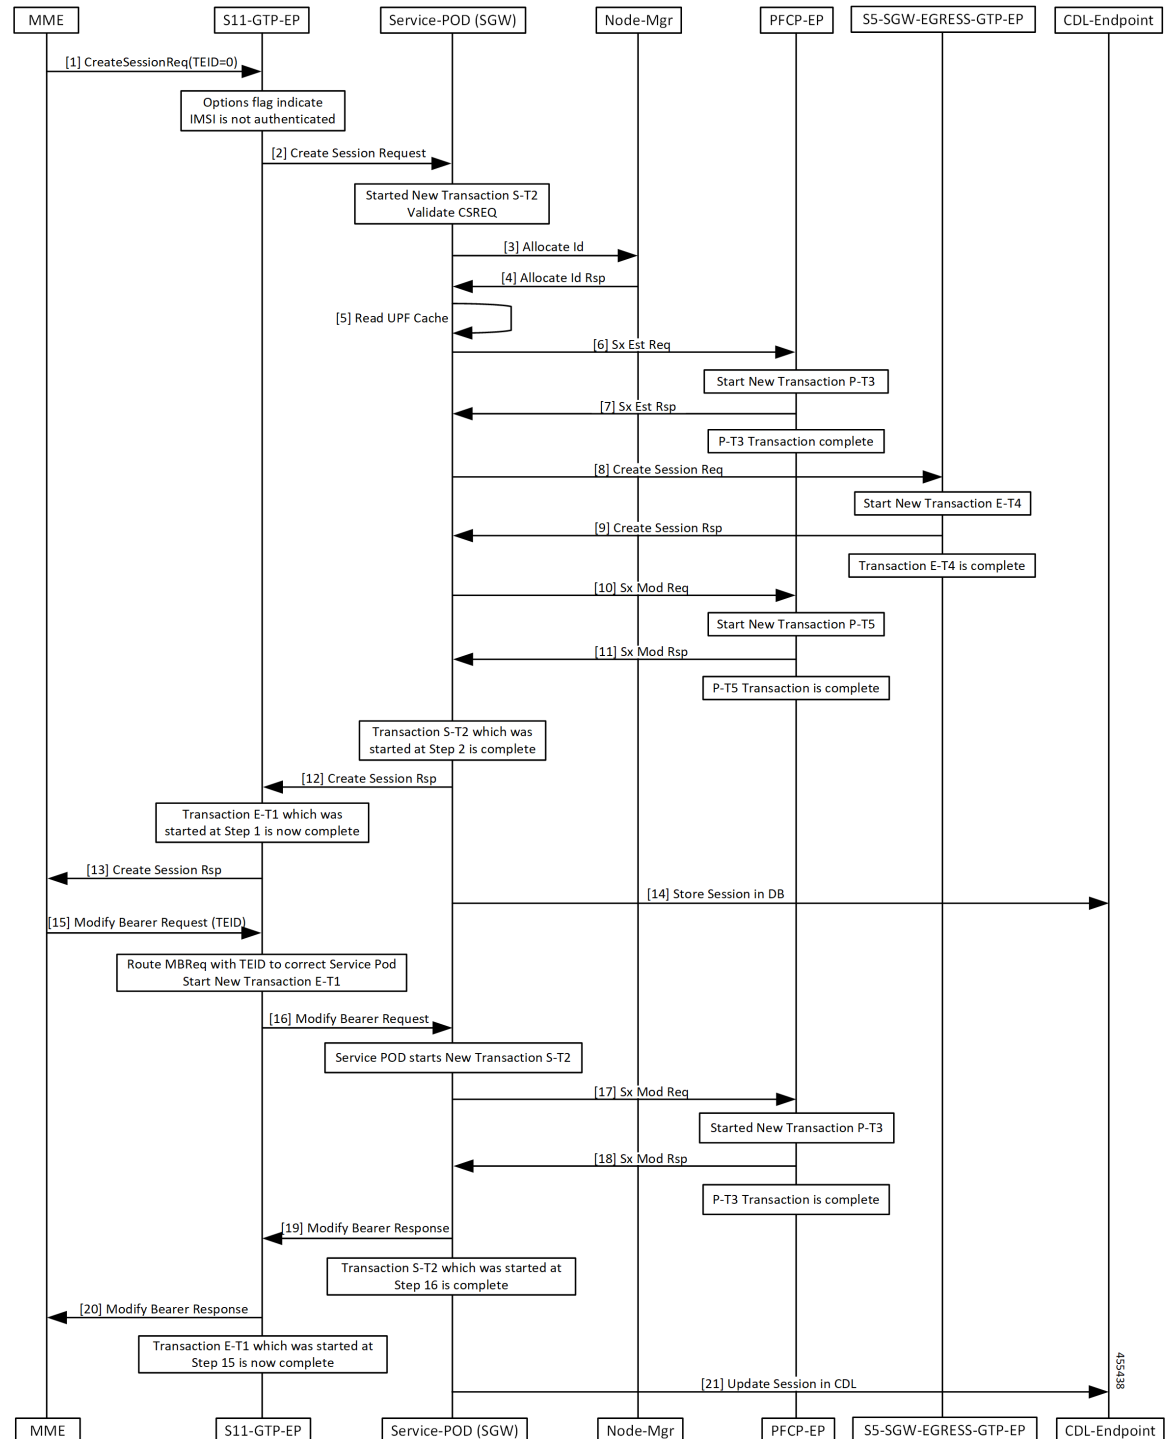 MME
S11-GTP-EP
Service-POD (SGW)
Node-Mgr
PFCP-EP
S5-SGW-EGRESS-GTP-EP
CDL-Endpoint
[1] CreateSessionReq(TEID=0)
Options flag indicate
IMSI is not authenticated
[2] Create Session Request
Started New Transaction S-T2
Validate CSREQ
[3] Allocate Id
[4] Allocate Id Rsp
[5] Read UPF Cache
[6] Sx Est Req
Start New Transaction P-T3
[7] Sx Est Rsp
P-T3 Transaction complete
[8] Create Session Req
Start New Transaction E-T4
[9] Create Session Rsp
Transaction E-T4 is complete
[10] Sx Mod Req
Start New Transaction P-T5
[11] Sx Mod Rsp
P-T5 Transaction is complete
Transaction S-T2 which was
started at Step 2 is complete
[12] Create Session Rsp
Transaction E-T1 which was
started at Step 1 is now complete
[13] Create Session Rsp
[14] Store Session in DB
[15] Modify Bearer Request (TEID)
Route MBReq with TEID to correct Service Pod
Start New Transaction E-T1
[16] Modify Bearer Request
Service POD starts New Transaction S-T2
[17] Sx Mod Req
Started New Transaction P-T3
[18] Sx Mod Rsp
P-T3 Transaction is complete
[19] Modify Bearer Response
Transaction S-T2 which was started at
Step 16 is complete
[20] Modify Bearer Response
Transaction E-T1 which was started at
Step 15 is now complete
[21] Update Session in CDL
455438
MME
S11-GTP-EP
Service-POD (SGW)
Node-Mgr
PFCP-EP
S5-SGW-EGRESS-GTP-EP
CDL-Endpoint